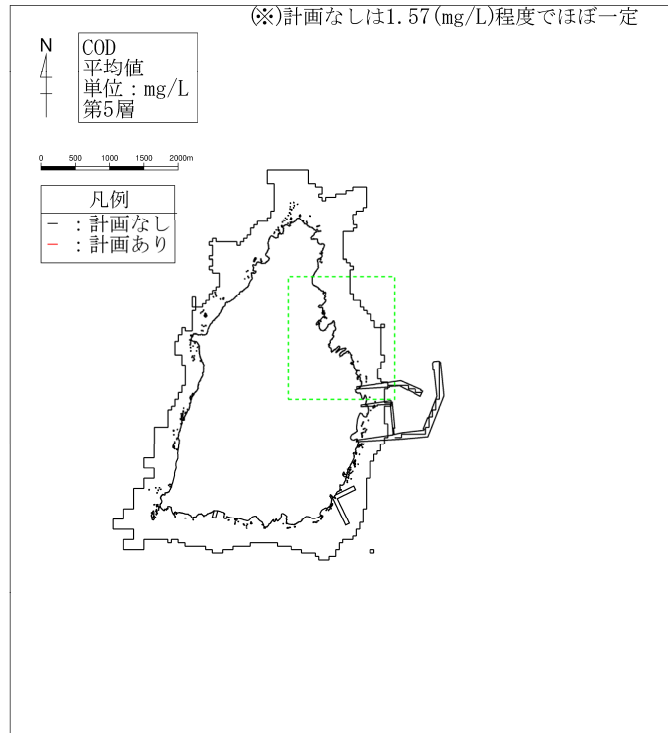 (※)計画なしは1.57(mg/L)程度でほぼ一定
N
COD
平均値
単位：mg/L
第5層
0 500 1000 1500 2000m
凡例
－ ：計画なし
－ ：計画あり